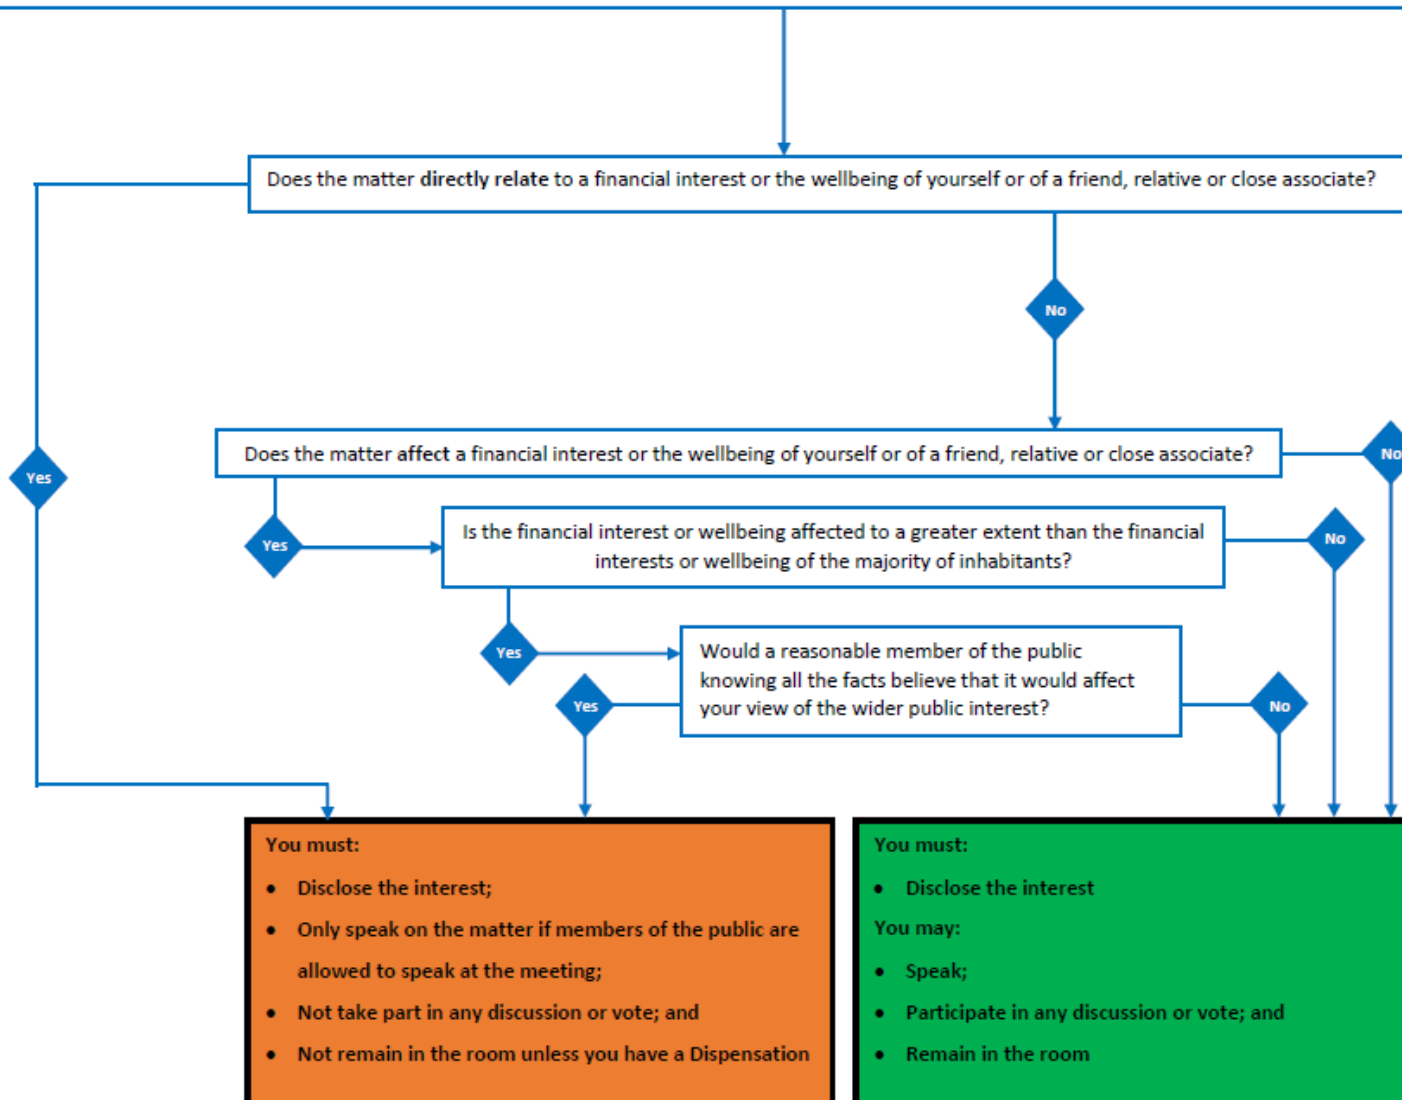 Does the matter directly relate to a financial interest or the wellbeing of yourself or of a friend, relative or close associate?
No
Yes
Does the matter affect a financial interest or the wellbeing of yourself or of a friend, relative or close associate?
No
Yes
Is the financial interest or wellbeing affected to a greater extent than the financial
interests or wellbeing of the majority of inhabitants?
No
Yes
Would a reasonable member of the public
knowing all the facts believe that it would affect
your view of the wider public interest?
Yes
No
You must:
• Disclose the interest;
• Only speak on the matter if members of the public are
allowed to speak at the meeting;
• Not take part in any discussion or vote; and
• Not remain in the room unless you have a Dispensation
You must:
• Disclose the interest
You may:
• Speak;
• Participate in any discussion or vote; and
• Remain in the room